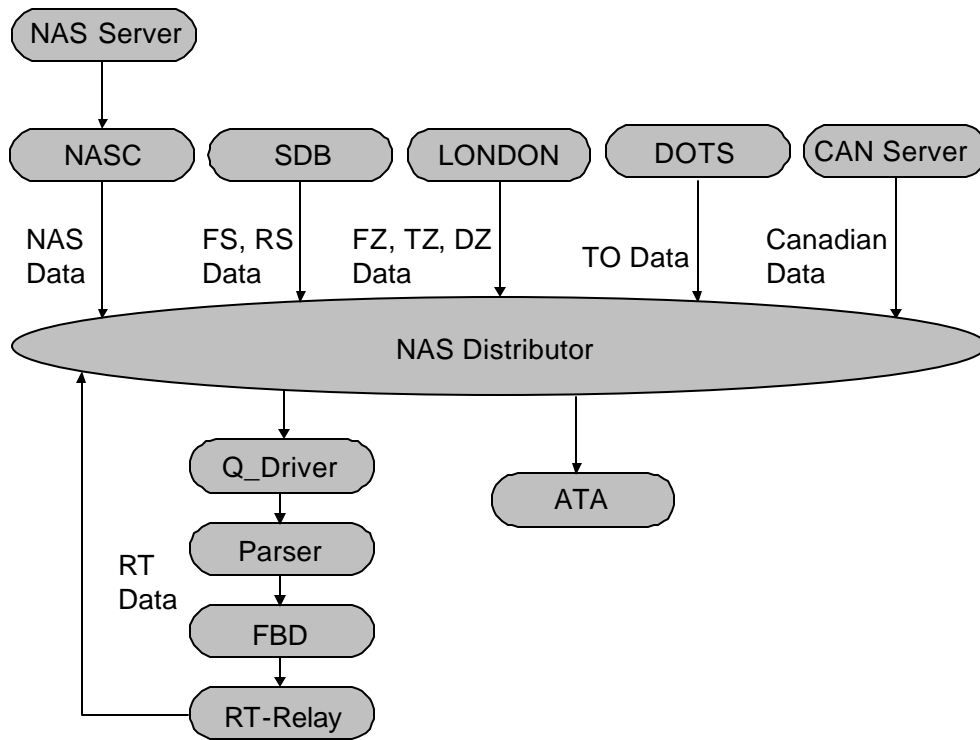 NAS Server
NASC
SDB
LONDON
DOTS
CAN Server
NAS
Data
FS, RS
Data
FZ, TZ, DZ
Data
TO Data
Canadian
Data
NAS Distributor
Q_Driver
ATA
Parser
RT
Data
FBD
RT-Relay